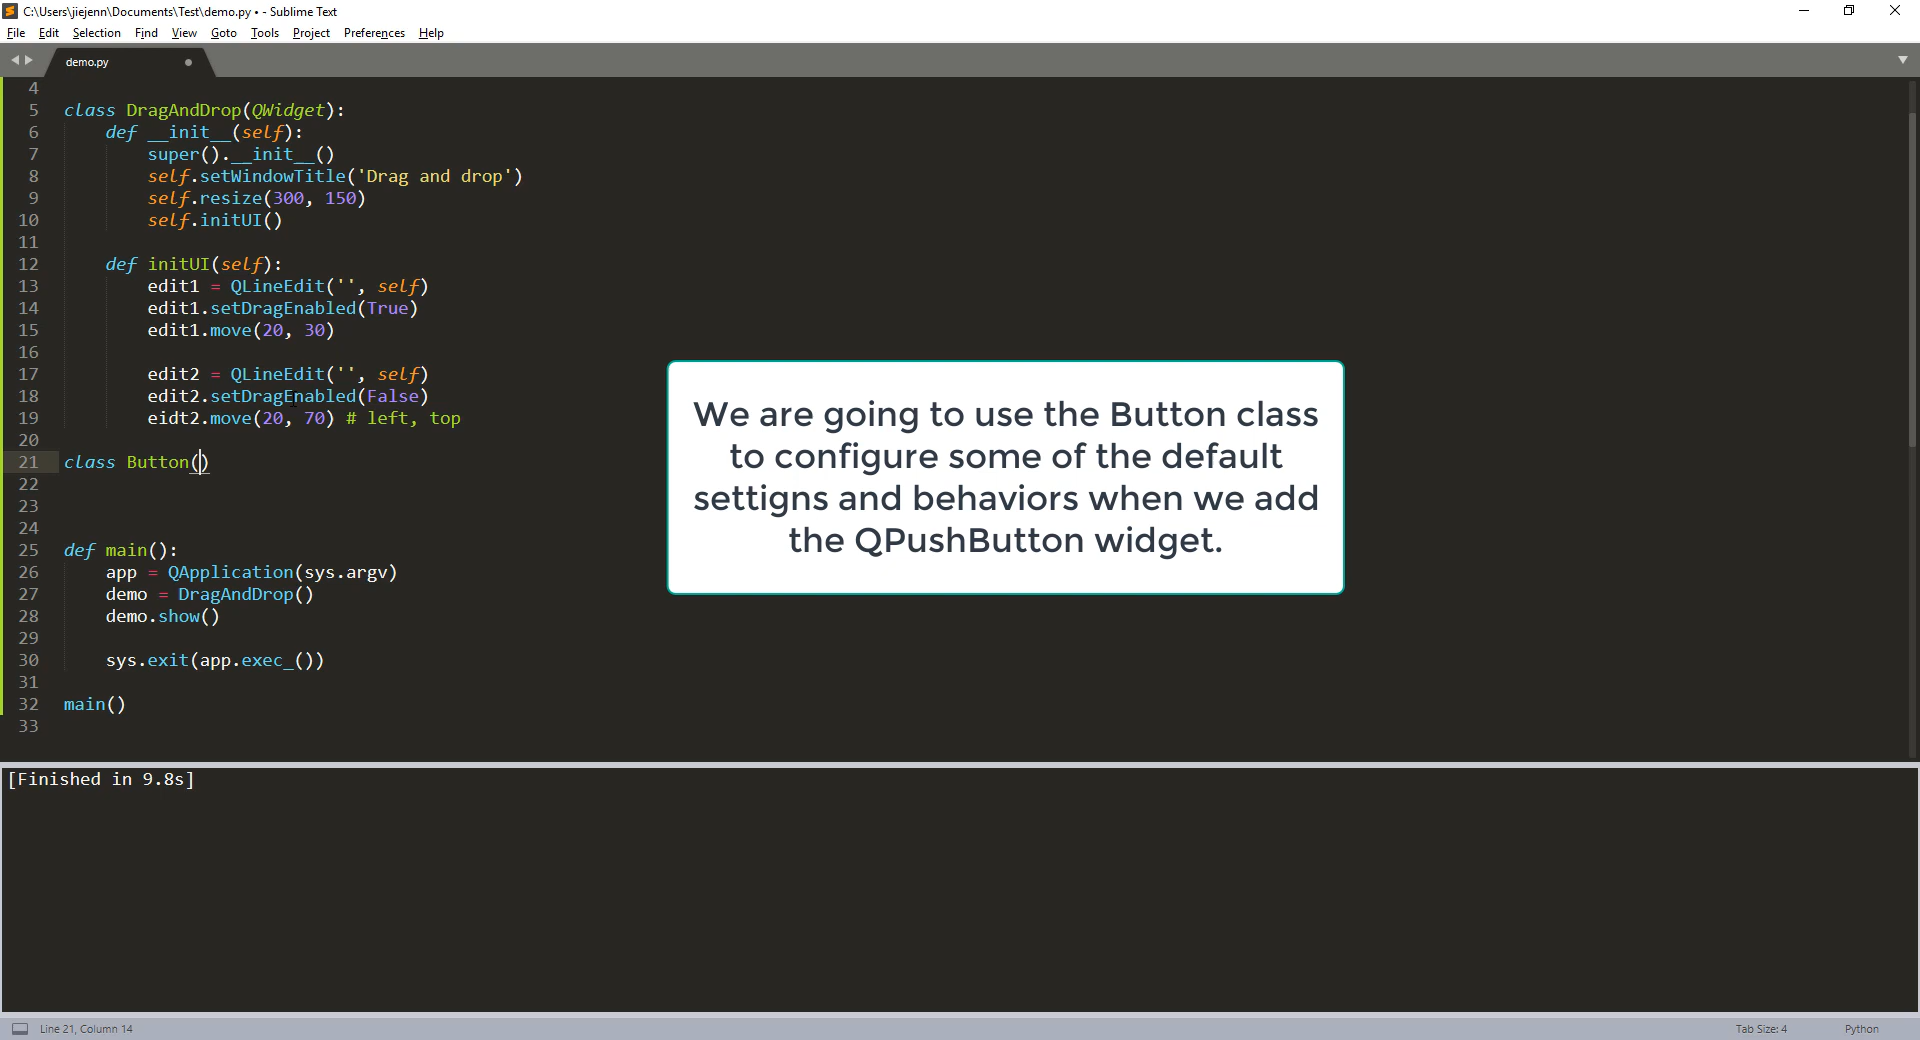 C:\Users\jiejenn\Documents\Test\demo.py • - Sublime Text
File Edit Selection Find View Goto Tools Project Preferences Help
demo.py
4
5 class DragAndDrop(QWidget):
6     def __init__(self):
7         super().__init__()
8         self.setWindowTitle('Drag and drop')
9         self.resize(300, 150)
10         self.initUI()
11
12     def initUI(self):
13         edit1 = QLineEdit('', self)
14         edit1.setDragEnabled(True)
15         edit1.move(20, 30)
16
17         edit2 = QLineEdit('', self)
18         edit2.setDragEnabled(False)
19         eidt2.move(20, 70) # left, top
20
21 class Button()
22
23
24
25 def main():
26     app = QApplication(sys.argv)
27     demo = DragAndDrop()
28     demo.show()
29
30     sys.exit(app.exec_())
31
32 main()
33
We are going to use the Button class
to configure some of the default
settigns and behaviors when we add
the QPushButton widget.
[Finished in 9.8s]
Line 21, Column 14
Tab Size: 4
Python